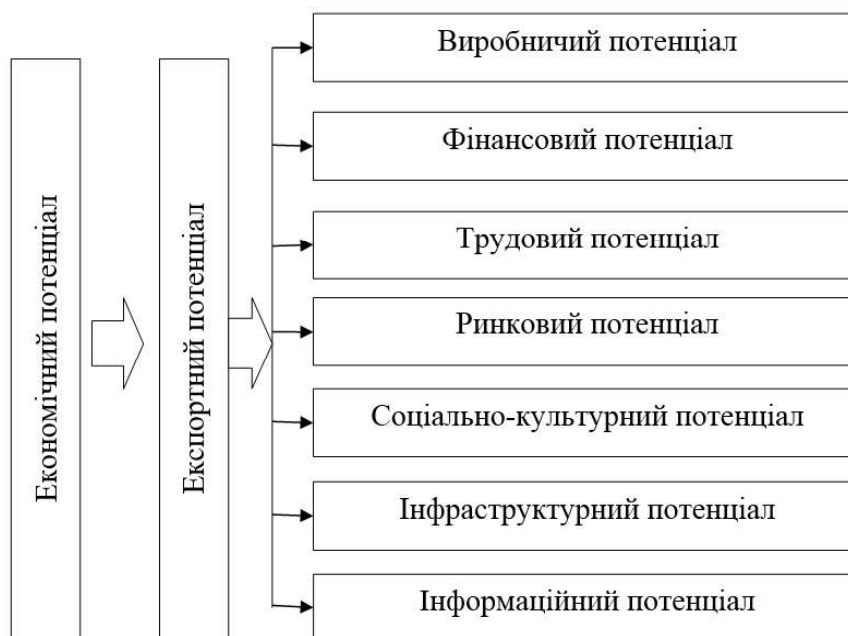 Економічний потенціал
Експортний потенціал
Виробничий потенціал
Фінансовий потенціал
Трудовий потенціал
Ринковий потенціал
Соціально-культурний потенціал
Інфраструктурний потенціал
Інформаційний потенціал